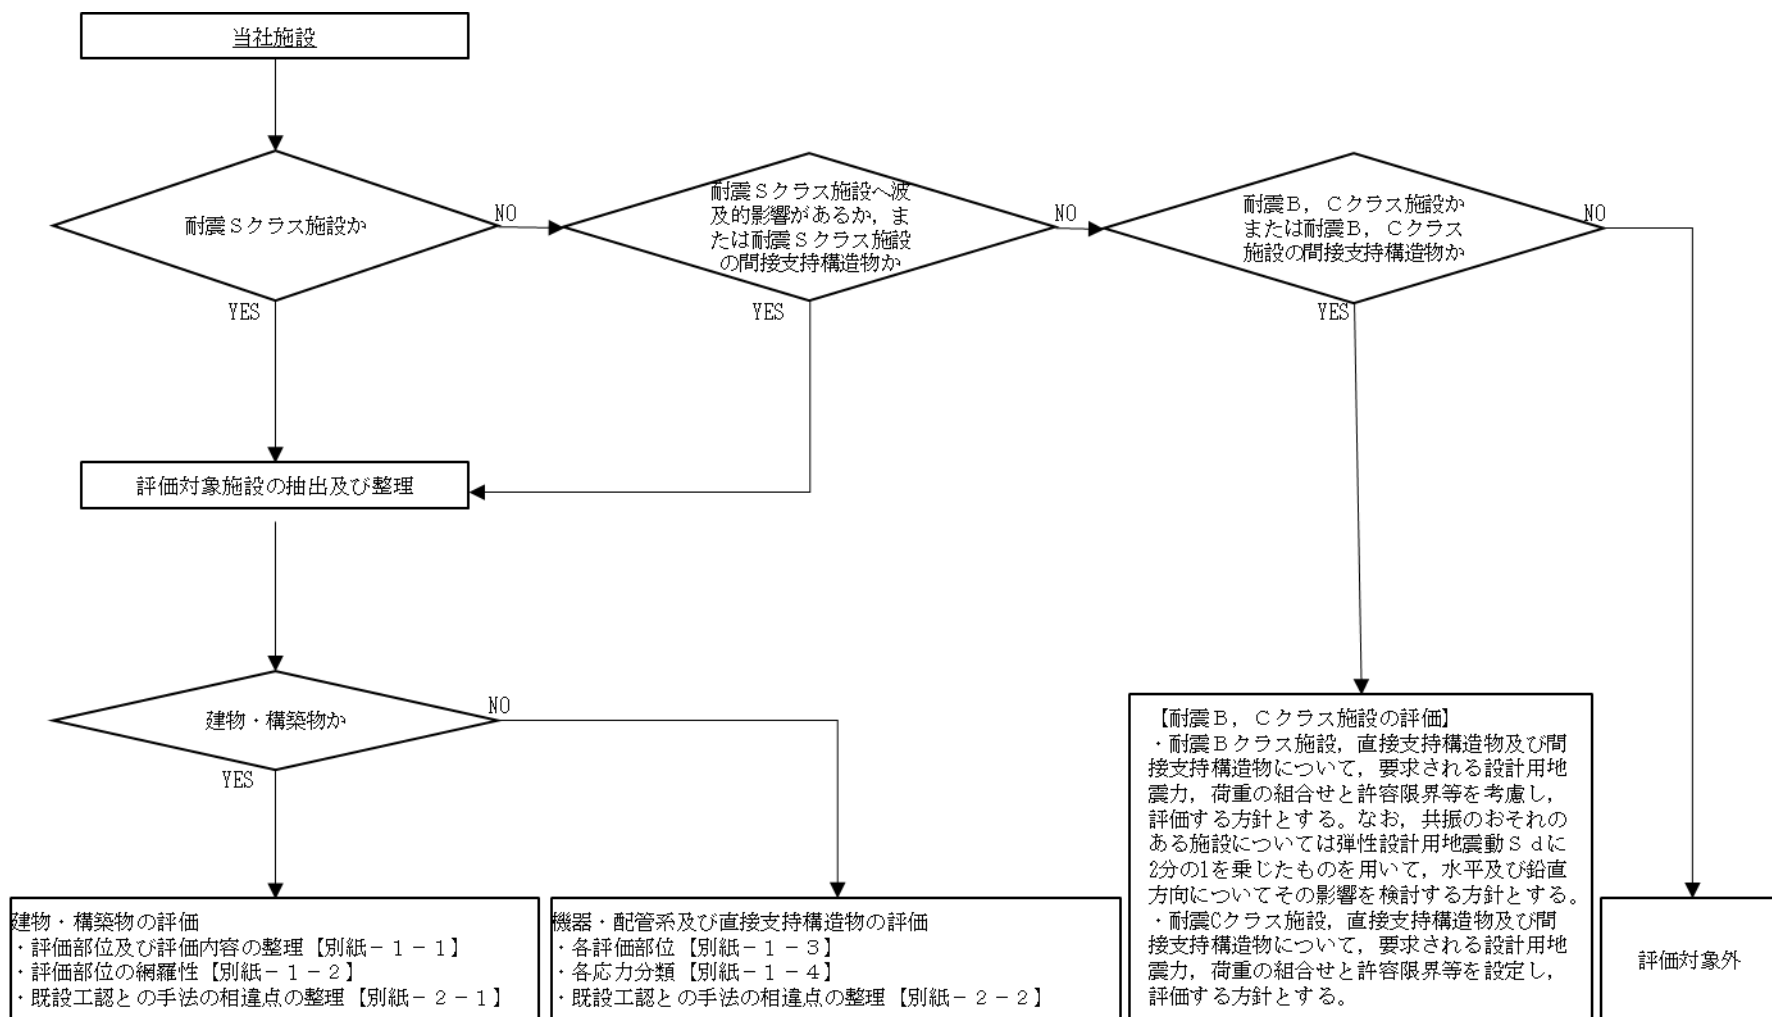 当社施設
耐震Ｓクラス施設か
NO
YES
耐震Ｓクラス施設へ波
及的影響があるか，ま
たは耐震Ｓクラス施設
の間接支持構造物か
NO
YES
耐震Ｂ，Ｃクラス施設か
または耐震Ｂ，Ｃクラス
施設の間接支持構造物か
NO
YES
評価対象施設の抽出及び整理
建物・構築物か
NO
YES
建物・構築物の評価
・評価部位及び評価内容の整理【別紙－１－１】
・評価部位の網羅性【別紙－１－２】
・既設工認との手法の相違点の整理【別紙－２－１】
機器・配管系及び直接支持構造物の評価
・各評価部位【別紙－１－３】
・各応力分類【別紙－１－４】
・既設工認との手法の相違点の整理【別紙－２－２】
【耐震Ｂ，Ｃクラス施設の評価】
・耐震Ｂクラス施設，直接支持構造物及び間
接支持構造物について，要求される設計用地
震力，荷重の組合せと許容限界等を考慮し，
評価する方針とする。なお，共振のおそれの
ある施設については弾性設計用地震動Ｓｄに
2分の1を乗じたものを用いて，水平及び鉛直
方向についてその影響を検討する方針とする。
・耐震Cクラス施設，直接支持構造物及び間
接支持構造物について，要求される設計用地
震力，荷重の組合せと許容限界等を設定し，
評価する方針とする。
評価対象外